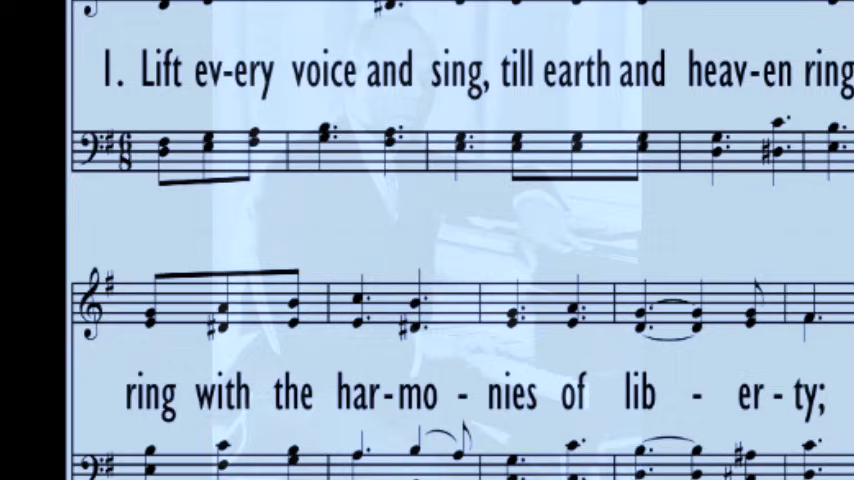 1. Lift ev-ery voice and sing, till earth and heav-en ring
ring with the har-mo - nies of lib - er - ty;